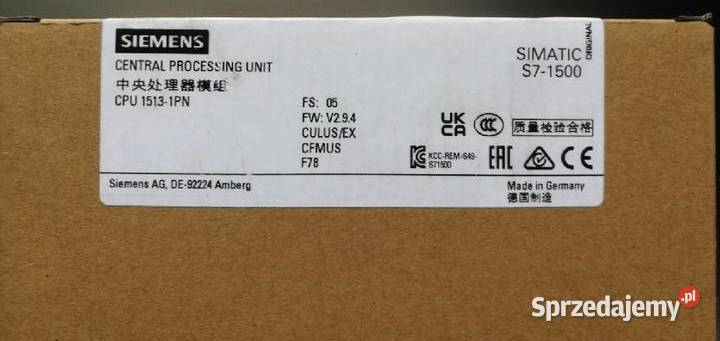 SIEMENS
CENTRAL PROCESSING UNIT
中央处理器模组
CPU 1513-1PN
FS: 05
FW: V2.9.4
CULUS/EX
CFMUS
F78
SIMATIC
S7-1500
ORIGINAL
UK
CA
CCC
质量检验合格
KCC-REM-S49-
S71500
EAC
CE
Siemens AG, DE-92224 Amberg
Made in Germany
德国制造
Sprzedajemy.pl